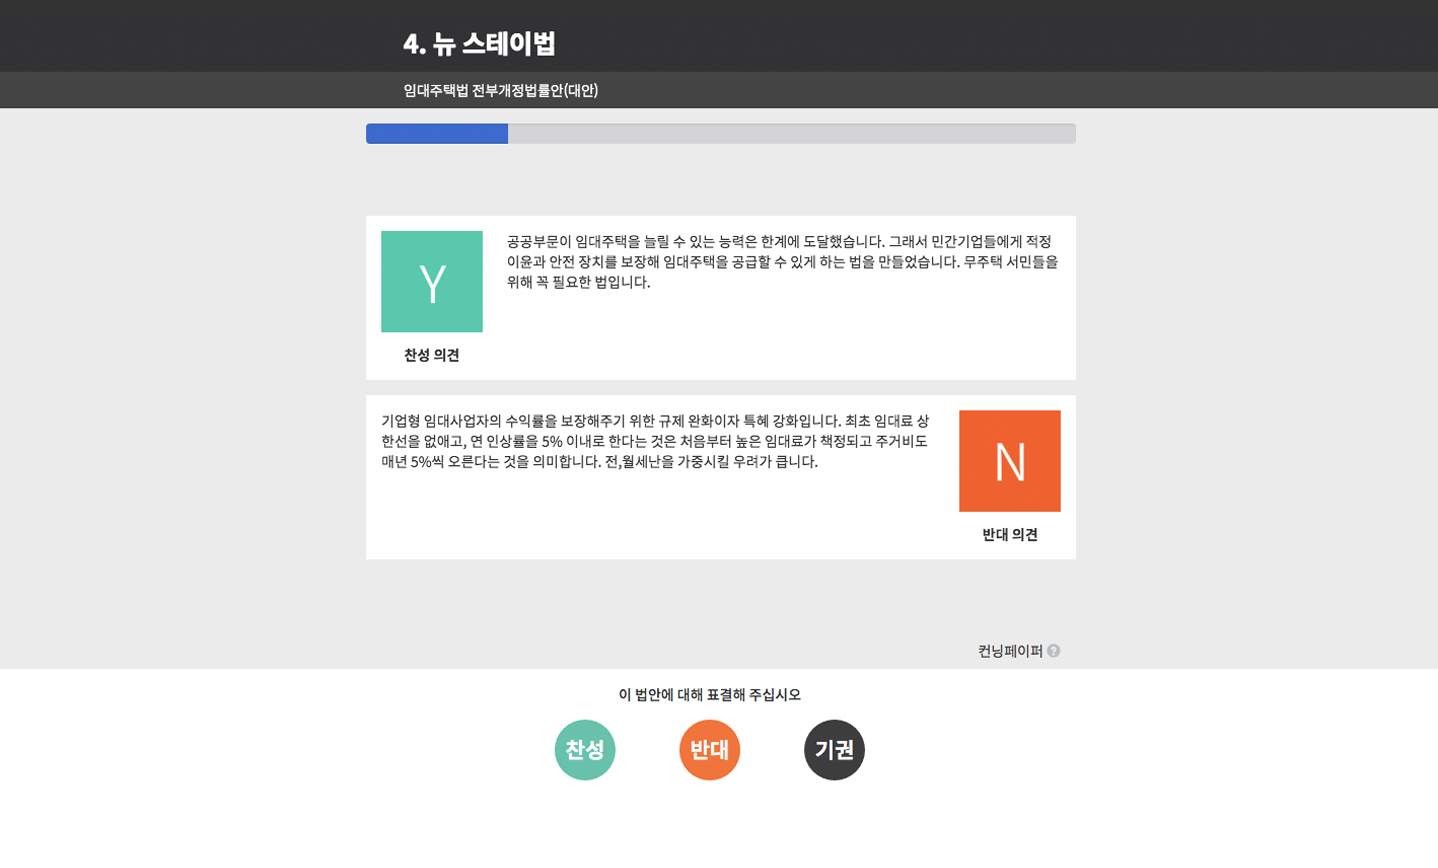 4. 뉴 스테이법
임대주택법 전부개정법률안(대안)
Y
찬성 의견
공공부문이 임대주택을 늘릴 수 있는 능력은 한계에 도달했습니다. 그래서 민간기업들에게 적정
이윤과 안전 장치를 보장해 임대주택을 공급할 수 있게 하는 법을 만들었습니다. 무주택 서민들을
위해 꼭 필요한 법입니다.
기업형 임대사업자의 수익률을 보장해주기 위한 규제 완화이자 특혜 강화입니다. 최초 임대료 상
한선을 없애고, 연 인상률을 5% 이내로 한다는 것은 처음부터 높은 임대료가 책정되고 주거비도
매년 5%씩 오른다는 것을 의미합니다. 전,월세난을 가중시킬 우려가 큽니다.
N
반대 의견
컨닝페이퍼 ?
이 법안에 대해 표결해 주십시오
찬성
반대
기권